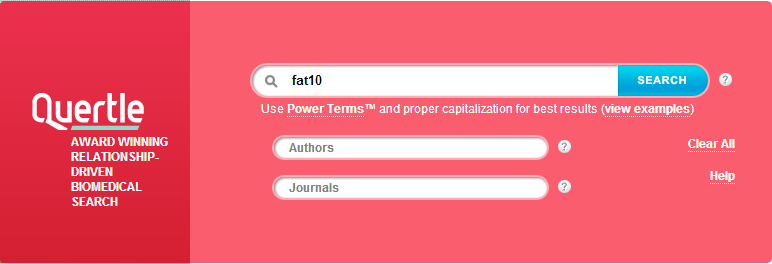 Quertle
AWARD WINNING
RELATIONSHIP-
DRIVEN
BIOMEDICAL
SEARCH
fat10
SEARCH
?
Use Power Terms™ and proper capitalization for best results (view examples)
Authors
?
Clear All
Journals
?
Help